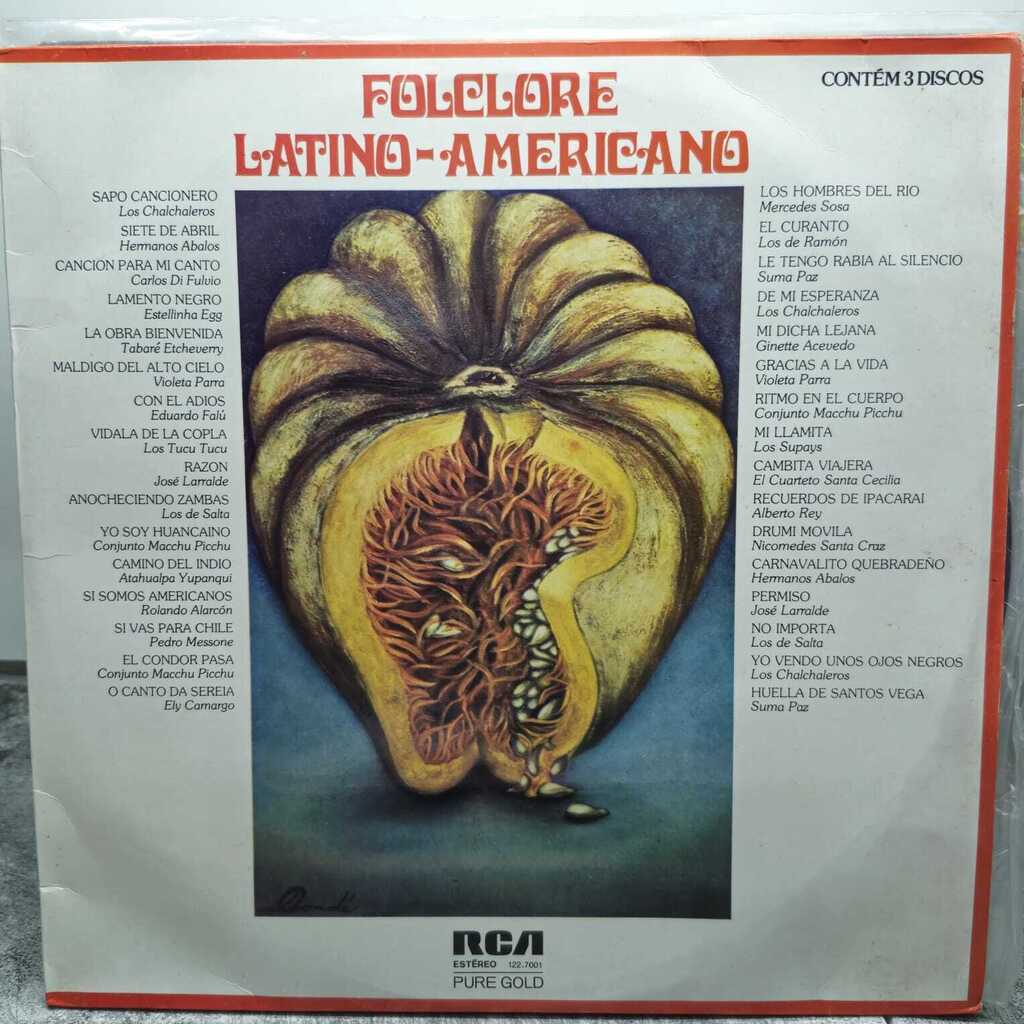 FOLCLORE
LATINO-AMERICANO
CONTÉM 3 DISCOS
SAPO CANCIONERO
Los Chalchaleros
SIETE DE ABRIL
Hermanos Abalos
CANCION PARA MI CANTO
Carlos Di Fulvio
LAMENTO NEGRO
Estellinha Egg
LA OBRA BIENVENIDA
Tabaré Etcheverry
MALDIGO DEL ALTO CIELO
Violeta Parra
CON EL ADIOS
Eduardo Falú
VIDALA DE LA COPLA
Los Tucu Tucu
RAZON
José Larralde
ANOCHECIENDO ZAMBAS
Los de Salta
YO SOY HUANCAINO
Conjunto Macchu Picchu
CAMINO DEL INDIO
Atahualpa Yupanqui
SI SOMOS AMERICANOS
Rolando Alarcón
SI VAS PARA CHILE
Pedro Messone
EL CONDOR PASA
Conjunto Macchu Picchu
O CANTO DA SEREIA
Ely Camargo
LOS HOMBRES DEL RIO
Mercedes Sosa
EL CURANTO
Los de Ramón
LE TENGO RABIA AL SILENCIO
Suma Paz
DE MI ESPERANZA
Los Chalchaleros
MI DICHA LEJANA
Ginette Acevedo
GRACIAS A LA VIDA
Violeta Parra
RITMO EN EL CUERPO
Conjunto Macchu Picchu
MI LLAMITA
Los Supays
CAMBITA VIAJERA
El Cuarteto Santa Cecilia
RECUERDOS DE IPACARAI
Alberto Rey
DRUMI MOVILA
Nicomedes Santa Cruz
CARNAVALITO QUEBRADEÑO
Hermanos Abalos
PERMISO
José Larralde
NO IMPORTA
Los de Salta
YO VENDO UNOS OJOS NEGROS
Los Chalchaleros
HUELLA DE SANTOS VEGA
Suma Paz
RCA
ESTÉREO 122.7001
PURE GOLD